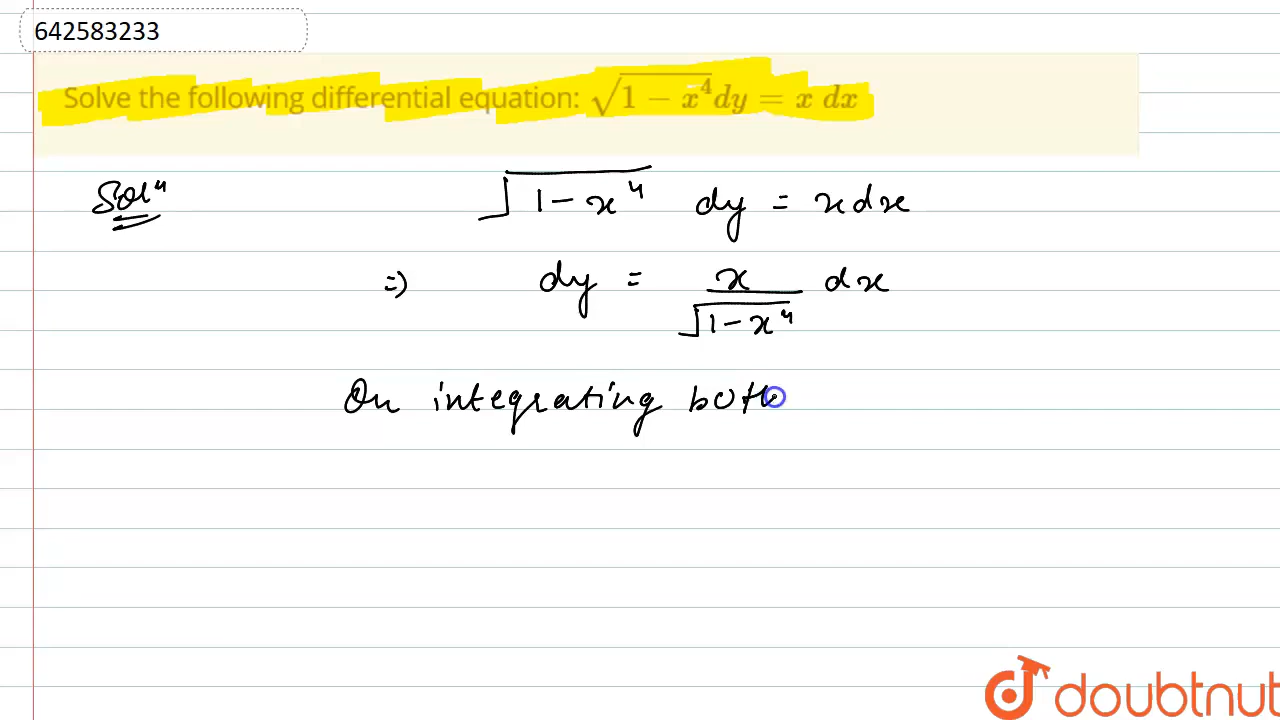 642583233
Solve the following differential equation: √(1 − x⁴)dy = x dx
Solⁿ √(1 − x⁴) dy = x dx
⇒ dy = x/√(1 − x⁴) dx
On integrating both
doubtnut